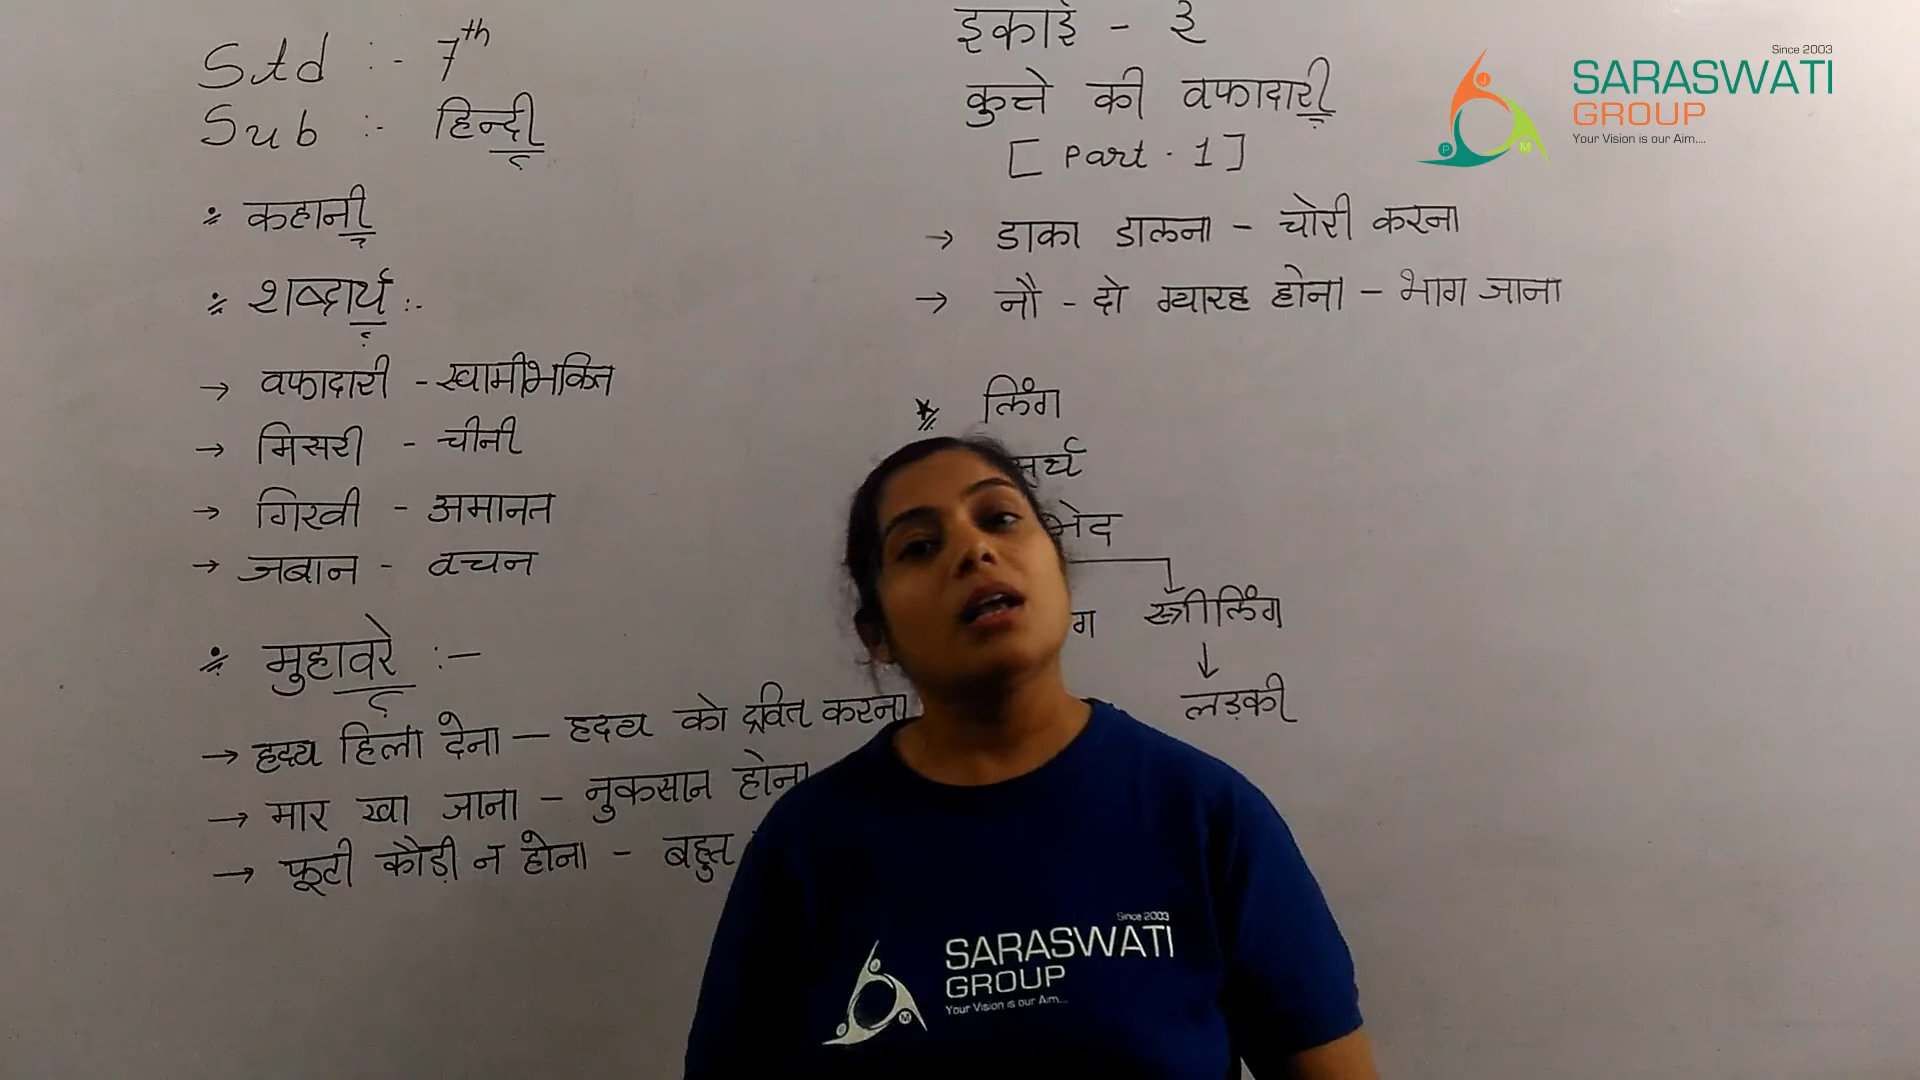 Std :- 7th
Sub :- हिन्दी
कहानी
शब्दार्थ :-
→ वफादारी - स्वामीभक्ति
→ मिसरी - चीनी
→ गिरवी - अमानत
→ जबान - वचन
मुहावरे :-
→ हृदय हिला देना - हृदय को द्रवित करना
→ मार खा जाना - नुकसान होना
→ फूटी कौड़ी न होना - बहुत
इकाई - २
कुत्ते की वफादारी
[ Part - 1 ]
→ डाका डालना - चोरी करना
→ नौ - दो ग्यारह होना - भाग जाना
* लिंग
भेद
स्त्रीलिंग
↓
लड़की
Since 2003
SARASWATI
GROUP
Your Vision is our Aim....
J
P
M
Since 2003
SARASWATI
GROUP
Your Vision is our Aim...